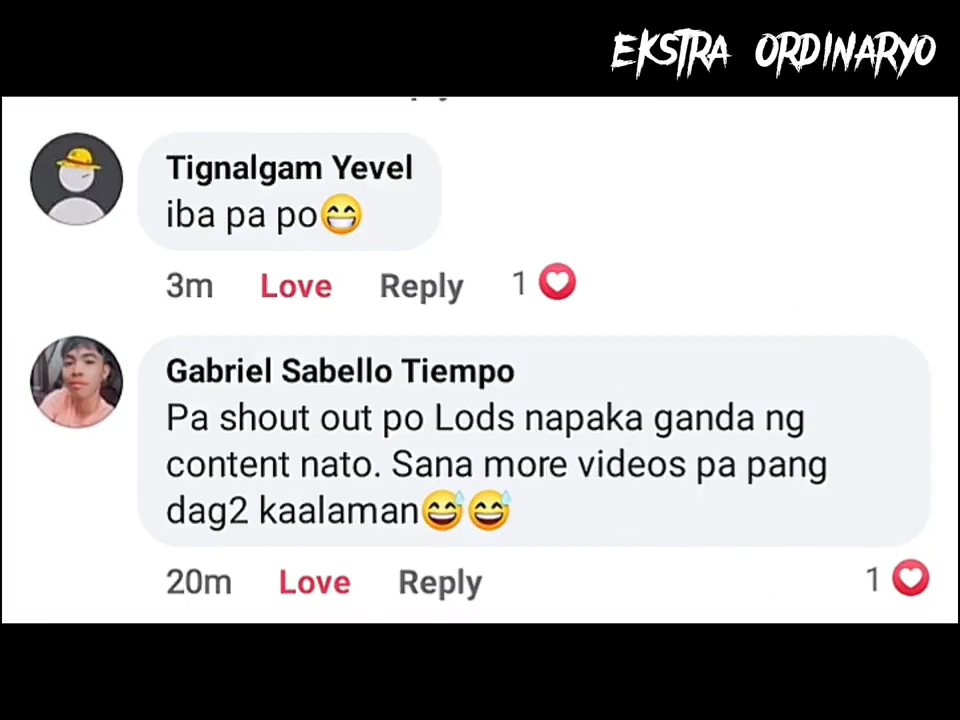 EKSTRA ORDINARYO
Tignalgam Yevel
iba pa po😁
3m Love Reply 1
Gabriel Sabello Tiempo
Pa shout out po Lods napaka ganda ng
content nato. Sana more videos pa pang
dag2 kaalaman😅😅
20m Love Reply 1